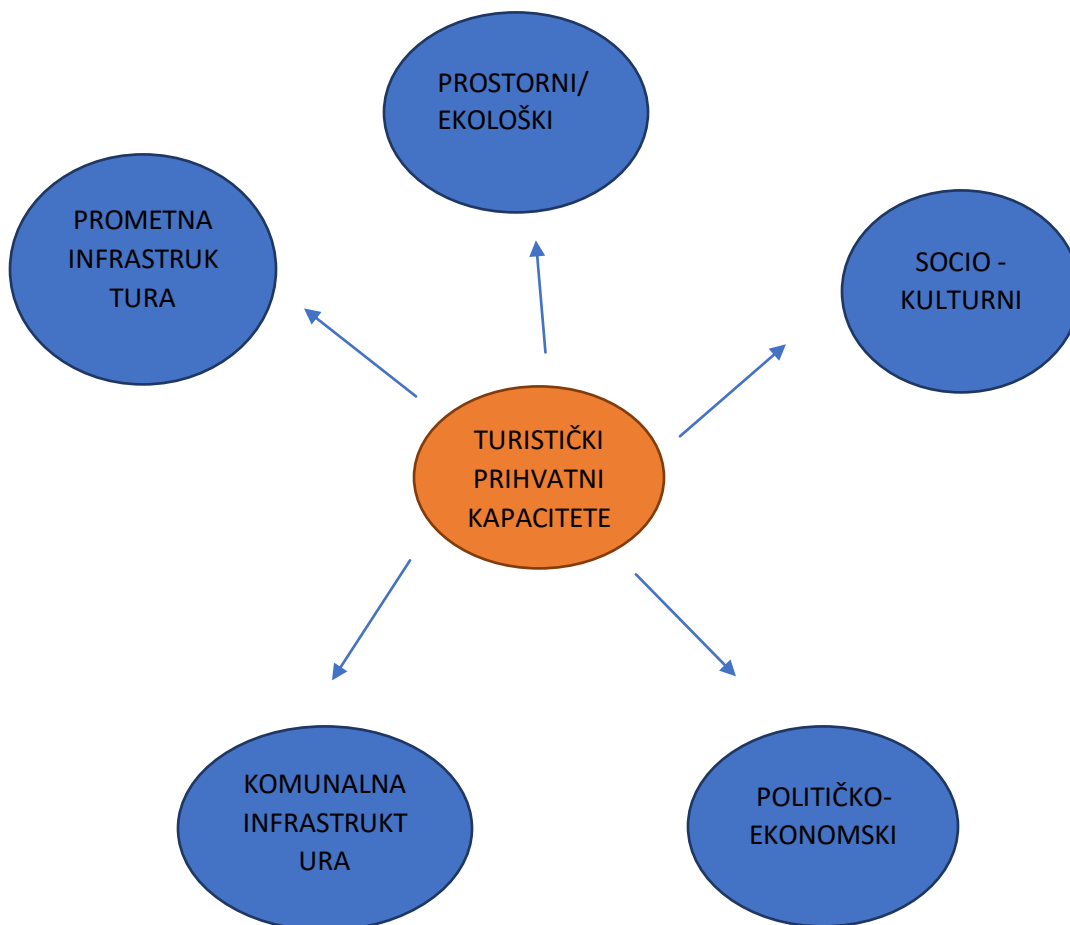 PROSTORNI/
EKOLOŠKI
PROMETNA
INFRASTRUK
TURA
SOCIO -
KULTURNI
TURISTIČKI
PRIHVATNI
KAPACITETE
KOMUNALNA
INFRASTRUKT
URA
POLITIČKO-
EKONOMSKI